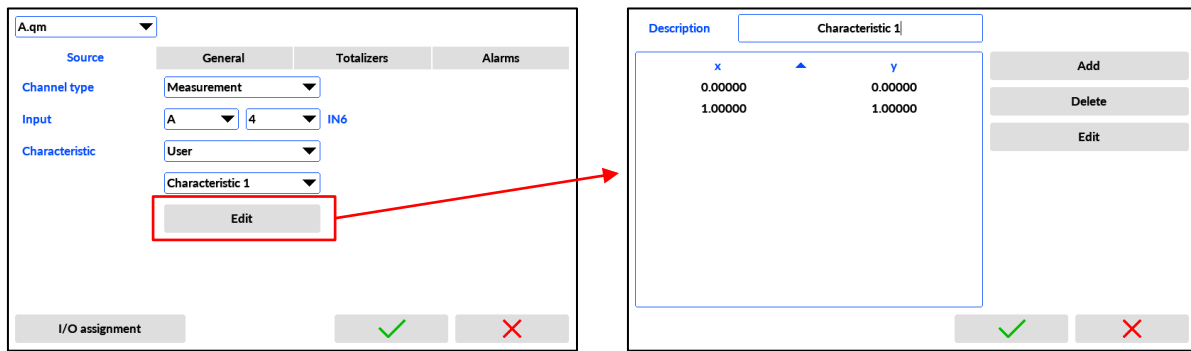 A.qm
Source General Totalizers Alarms
Channel type Measurement
Input A 4 IN6
Characteristic User
Characteristic 1
Edit
I/O assignment
Description Characteristic 1
x y
0.00000 0.00000
1.00000 1.00000
Add
Delete
Edit